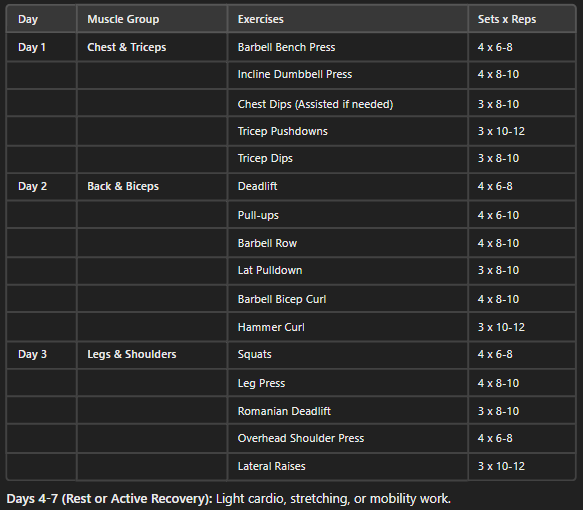 Day Muscle Group Exercises Sets x Reps
Day 1 Chest & Triceps Barbell Bench Press 4 x 6-8
Incline Dumbbell Press 4 x 8-10
Chest Dips (Assisted if needed) 3 x 8-10
Tricep Pushdowns 3 x 10-12
Tricep Dips 3 x 8-10
Day 2 Back & Biceps Deadlift 4 x 6-8
Pull-ups 4 x 6-10
Barbell Row 4 x 8-10
Lat Pulldown 3 x 8-10
Barbell Bicep Curl 4 x 8-10
Hammer Curl 3 x 10-12
Day 3 Legs & Shoulders Squats 4 x 6-8
Leg Press 4 x 8-10
Romanian Deadlift 3 x 8-10
Overhead Shoulder Press 4 x 6-8
Lateral Raises 3 x 10-12
Days 4-7 (Rest or Active Recovery): Light cardio, stretching, or mobility work.